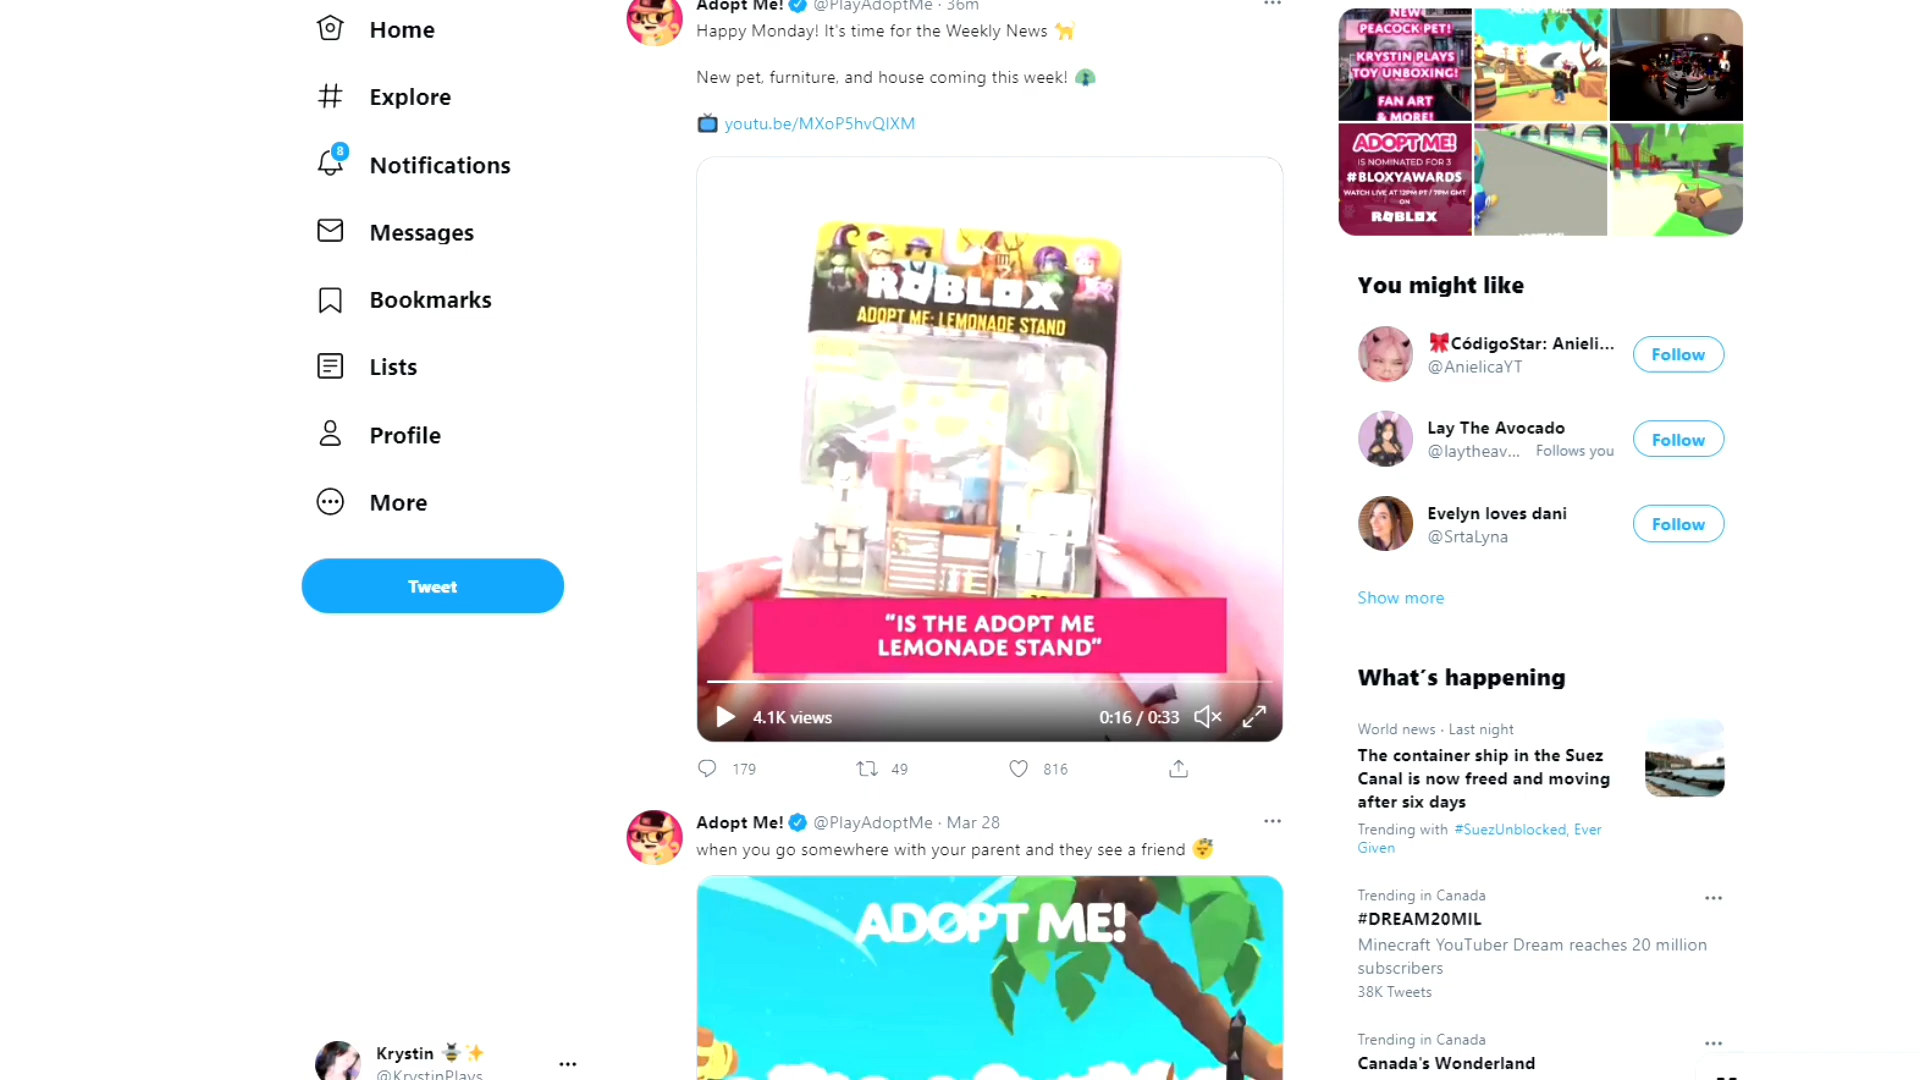 Home
Explore
8
Notifications
Messages
Bookmarks
Lists
Profile
More
Tweet
Krystin
@KrystinPlays
Adopt Me! @PlayAdoptMe · 36m
Happy Monday! It's time for the Weekly News
New pet, furniture, and house coming this week!
youtu.be/MXoP5hvQIXM
ROBLOX
ADOPT ME: LEMONADE STAND
"IS THE ADOPT ME
LEMONADE STAND"
4.1K views
0:16 / 0:33
179
49
816
Adopt Me! @PlayAdoptMe · Mar 28
when you go somewhere with your parent and they see a friend
ADOPT ME!
NEW
PEACOCK PET!
KRYSTIN PLAYS
TOY UNBOXING!
FAN ART
& MORE!
ADOPT ME!
IS NOMINATED FOR 3
#BLOXYAWARDS
WATCH LIVE AT 12PM PT / 7PM GMT
ON
ROBLOX
You might like
CódigoStar: Anieli...
@AnielicaYT
Follow
Lay The Avocado
@laytheav... Follows you
Follow
Evelyn loves dani
@SrtaLyna
Follow
Show more
What's happening
World news · Last night
The container ship in the Suez
Canal is now freed and moving
after six days
Trending with #SuezUnblocked, Ever
Given
Trending in Canada
#DREAM20MIL
Minecraft YouTuber Dream reaches 20 million
subscribers
38K Tweets
Trending in Canada
Canada's Wonderland